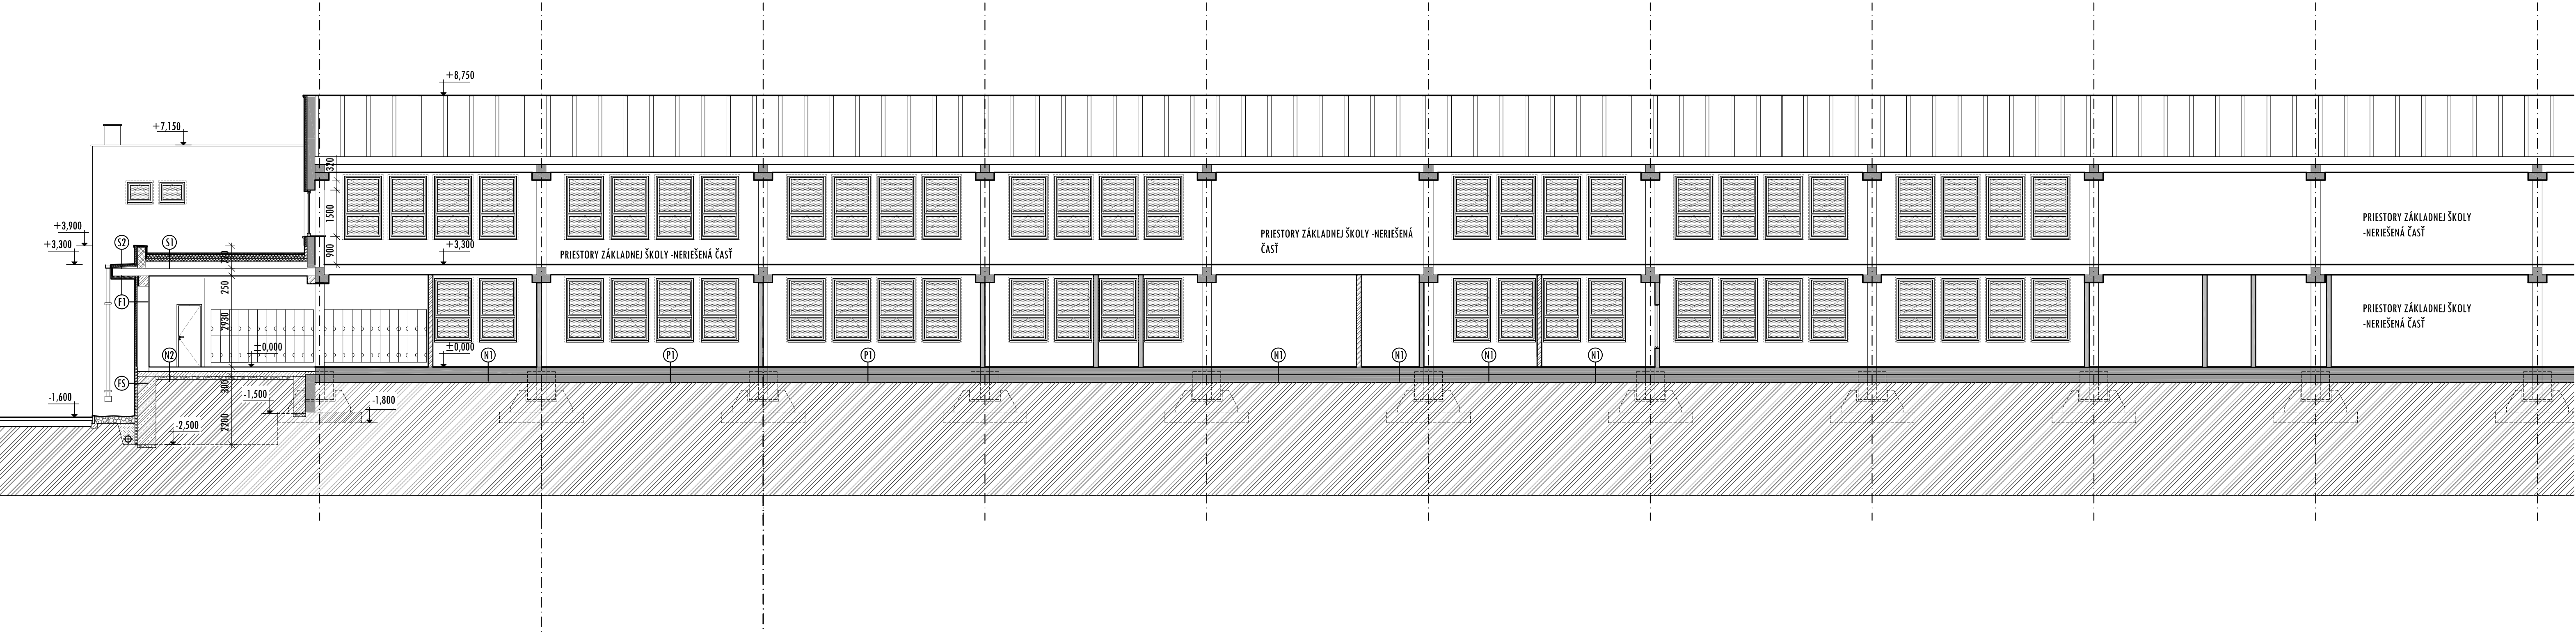 +8,750
+7,150
320
1500
900
+3,900
+3,300
S2
S1
720
+3,300
PRIESTORY ZÁKLADNEJ ŠKOLY -NERIEŠENÁ ČASŤ
PRIESTORY ZÁKLADNEJ ŠKOLY -NERIEŠENÁ
ČASŤ
PRIESTORY ZÁKLADNEJ ŠKOLY
-NERIEŠENÁ ČASŤ
250
F1
2930
PRIESTORY ZÁKLADNEJ ŠKOLY
-NERIEŠENÁ ČASŤ
±0,000
±0,000
N2
N1
P1
P1
N1
N1
N1
N1
FS
300
-1,600
-1,500
-1,800
2200
-2,500